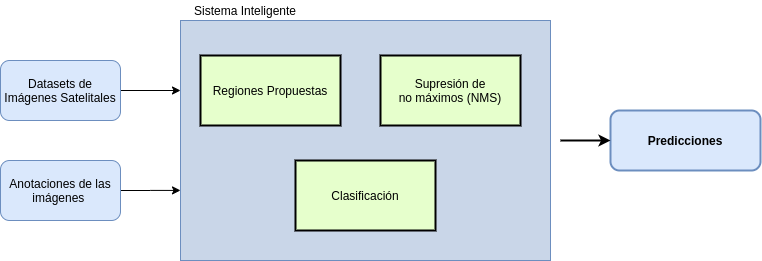 Sistema Inteligente
Datasets de
Imágenes Satelitales
Regiones Propuestas
Supresión de
no máximos (NMS)
Predicciones
Anotaciones de las
imágenes
Clasificación